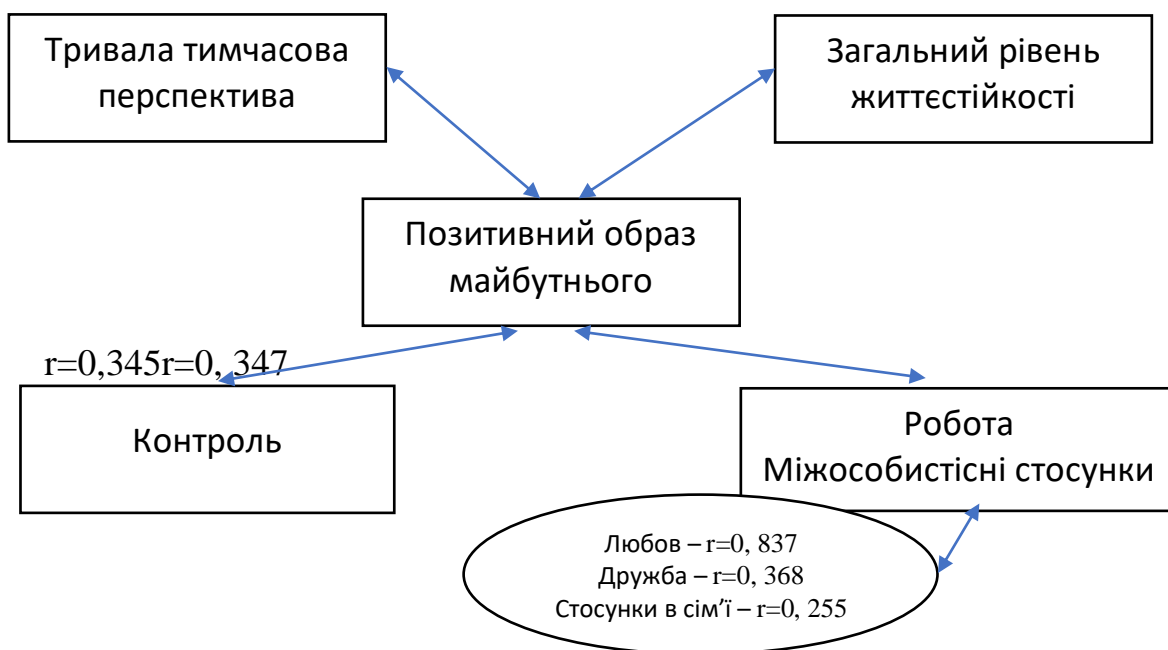 Тривала тимчасова
перспектива
Загальний рівень
життєстійкості
Позитивний образ
майбутнього
r=0,345r=0, 347
Контроль
Робота
Міжособистісні стосунки
Любов – r=0, 837
Дружба – r=0, 368
Стосунки в сім’ї – r=0, 255